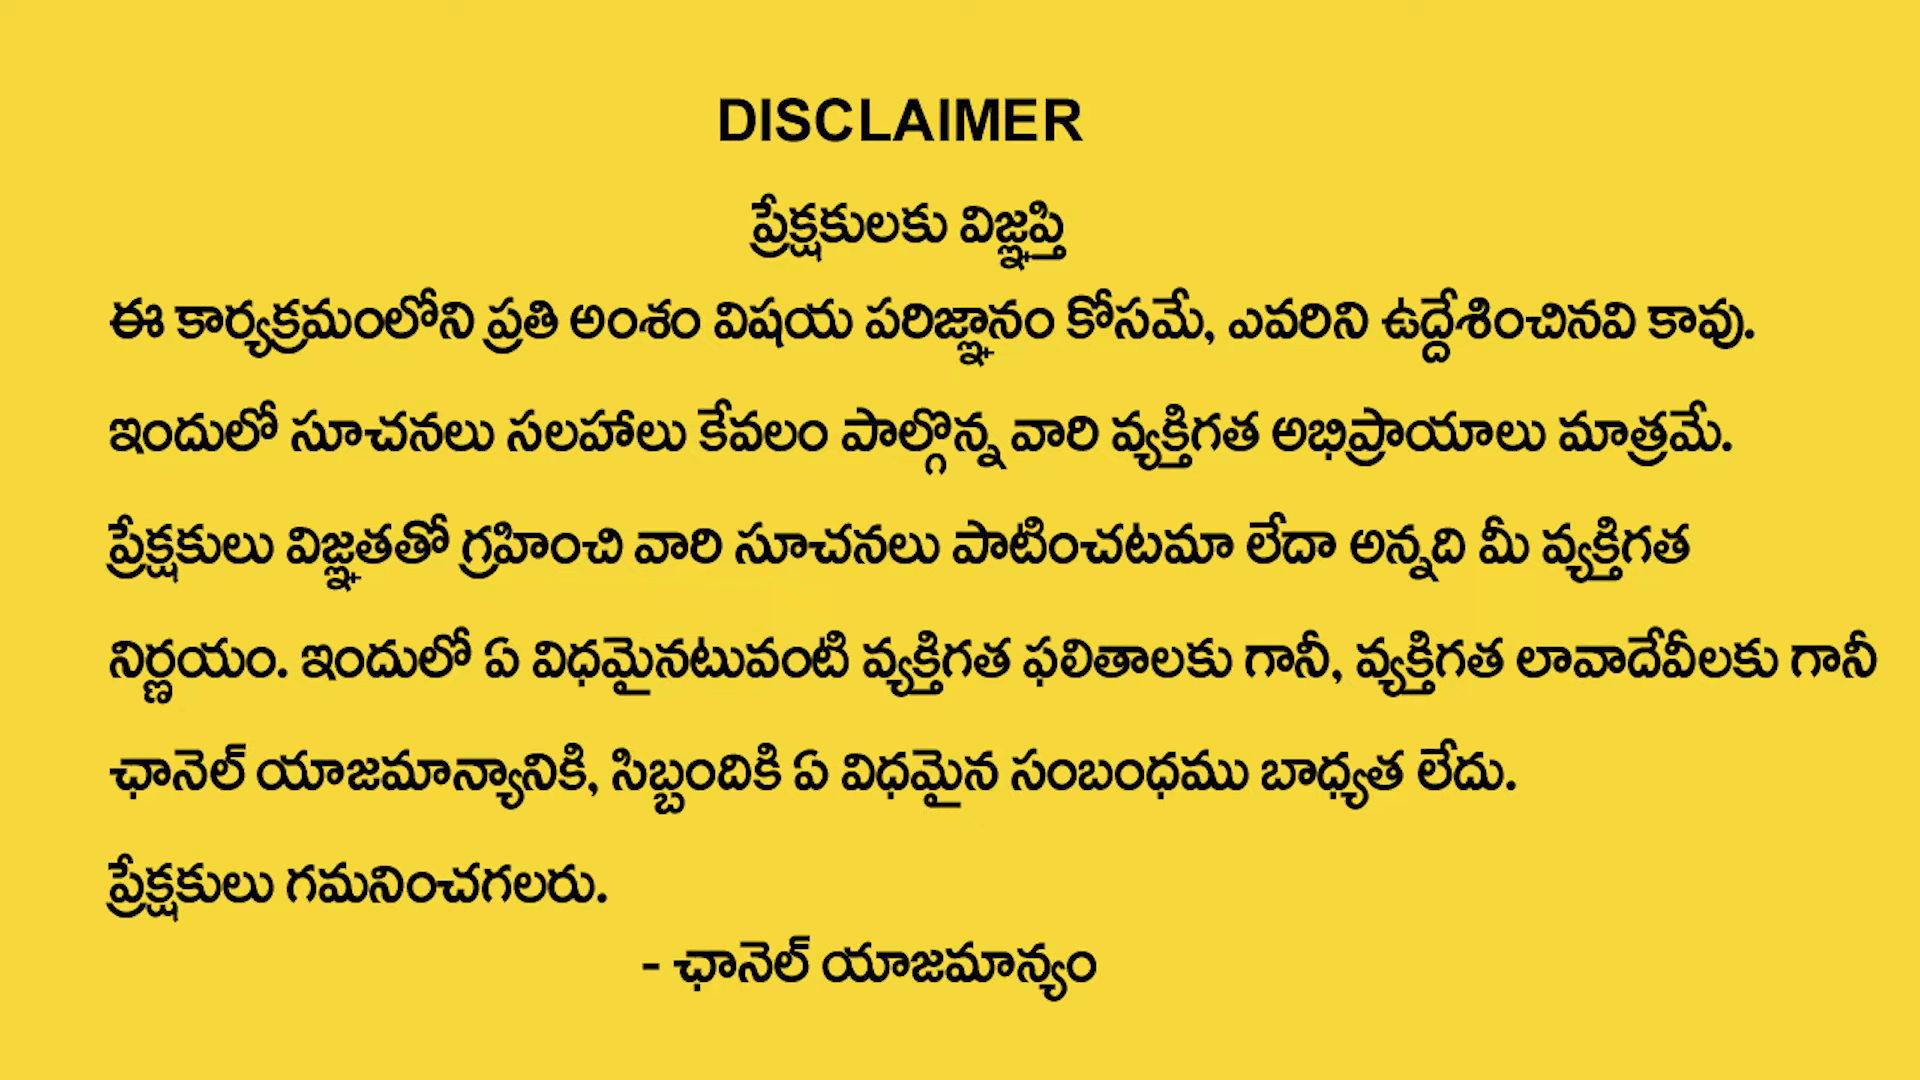 DISCLAIMER
ప్రేక్షకులకు విజ్ఞప్తి
ఈ కార్యక్రమంలోని ప్రతి అంశం విషయ పరిజ్ఞానం కోసమే, ఎవరిని ఉద్దేశించినవి కావు.
ఇందులో సూచనలు సలహాలు కేవలం పాల్గొన్న వారి వ్యక్తిగత అభిప్రాయాలు మాత్రమే.
ప్రేక్షకులు విజ్ఞతతో గ్రహించి వారి సూచనలు పాటించటమా లేదా అన్నది మీ వ్యక్తిగత
నిర్ణయం. ఇందులో ఏ విధమైనటువంటి వ్యక్తిగత ఫలితాలకు గానీ, వ్యక్తిగత లావాదేవీలకు గానీ
ఛానెల్ యాజమాన్యానికి, సిబ్బందికి ఏ విధమైన సంబంధము బాధ్యత లేదు.
ప్రేక్షకులు గమనించగలరు.
- ఛానెల్ యాజమాన్యం